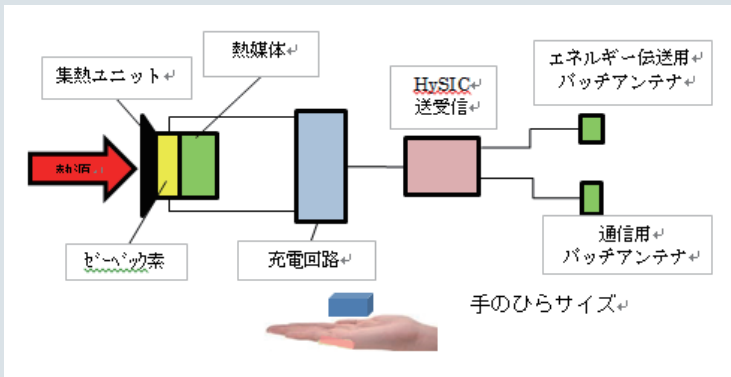 熱媒体↵
集熱ユニット↵
エネルギー伝送用↵
パッチアンテナ↵
HySIC↵
送受信↵
熱源↵
ゼーベック素
充電回路↵
通信用↵
パッチアンテナ↵
手のひらサイズ↵